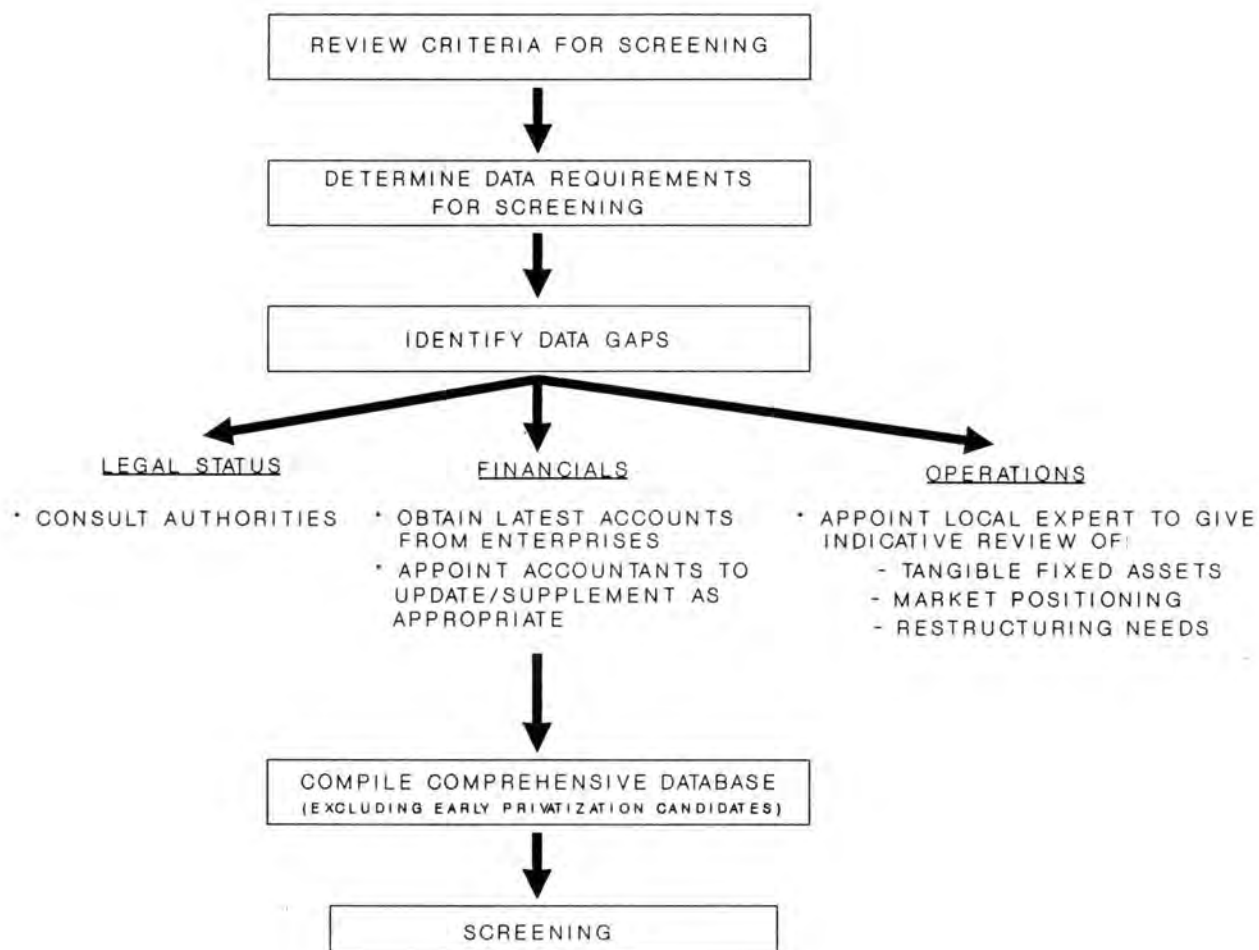 REVIEW CRITERIA FOR SCREENING
DETERMINE DATA REQUIREMENTS
FOR SCREENING
IDENTIFY DATA GAPS
LEGAL STATUS
* CONSULT AUTHORITIES
FINANCIALS
* OBTAIN LATEST ACCOUNTS
FROM ENTERPRISES
* APPOINT ACCOUNTANTS TO
UPDATE/SUPPLEMENT AS
APPROPRIATE
OPERATIONS
* APPOINT LOCAL EXPERT TO GIVE
INDICATIVE REVIEW OF:
- TANGIBLE FIXED ASSETS
- MARKET POSITIONING
- RESTRUCTURING NEEDS
COMPILE COMPREHENSIVE DATABASE
(EXCLUDING EARLY PRIVATIZATION CANDIDATES)
SCREENING